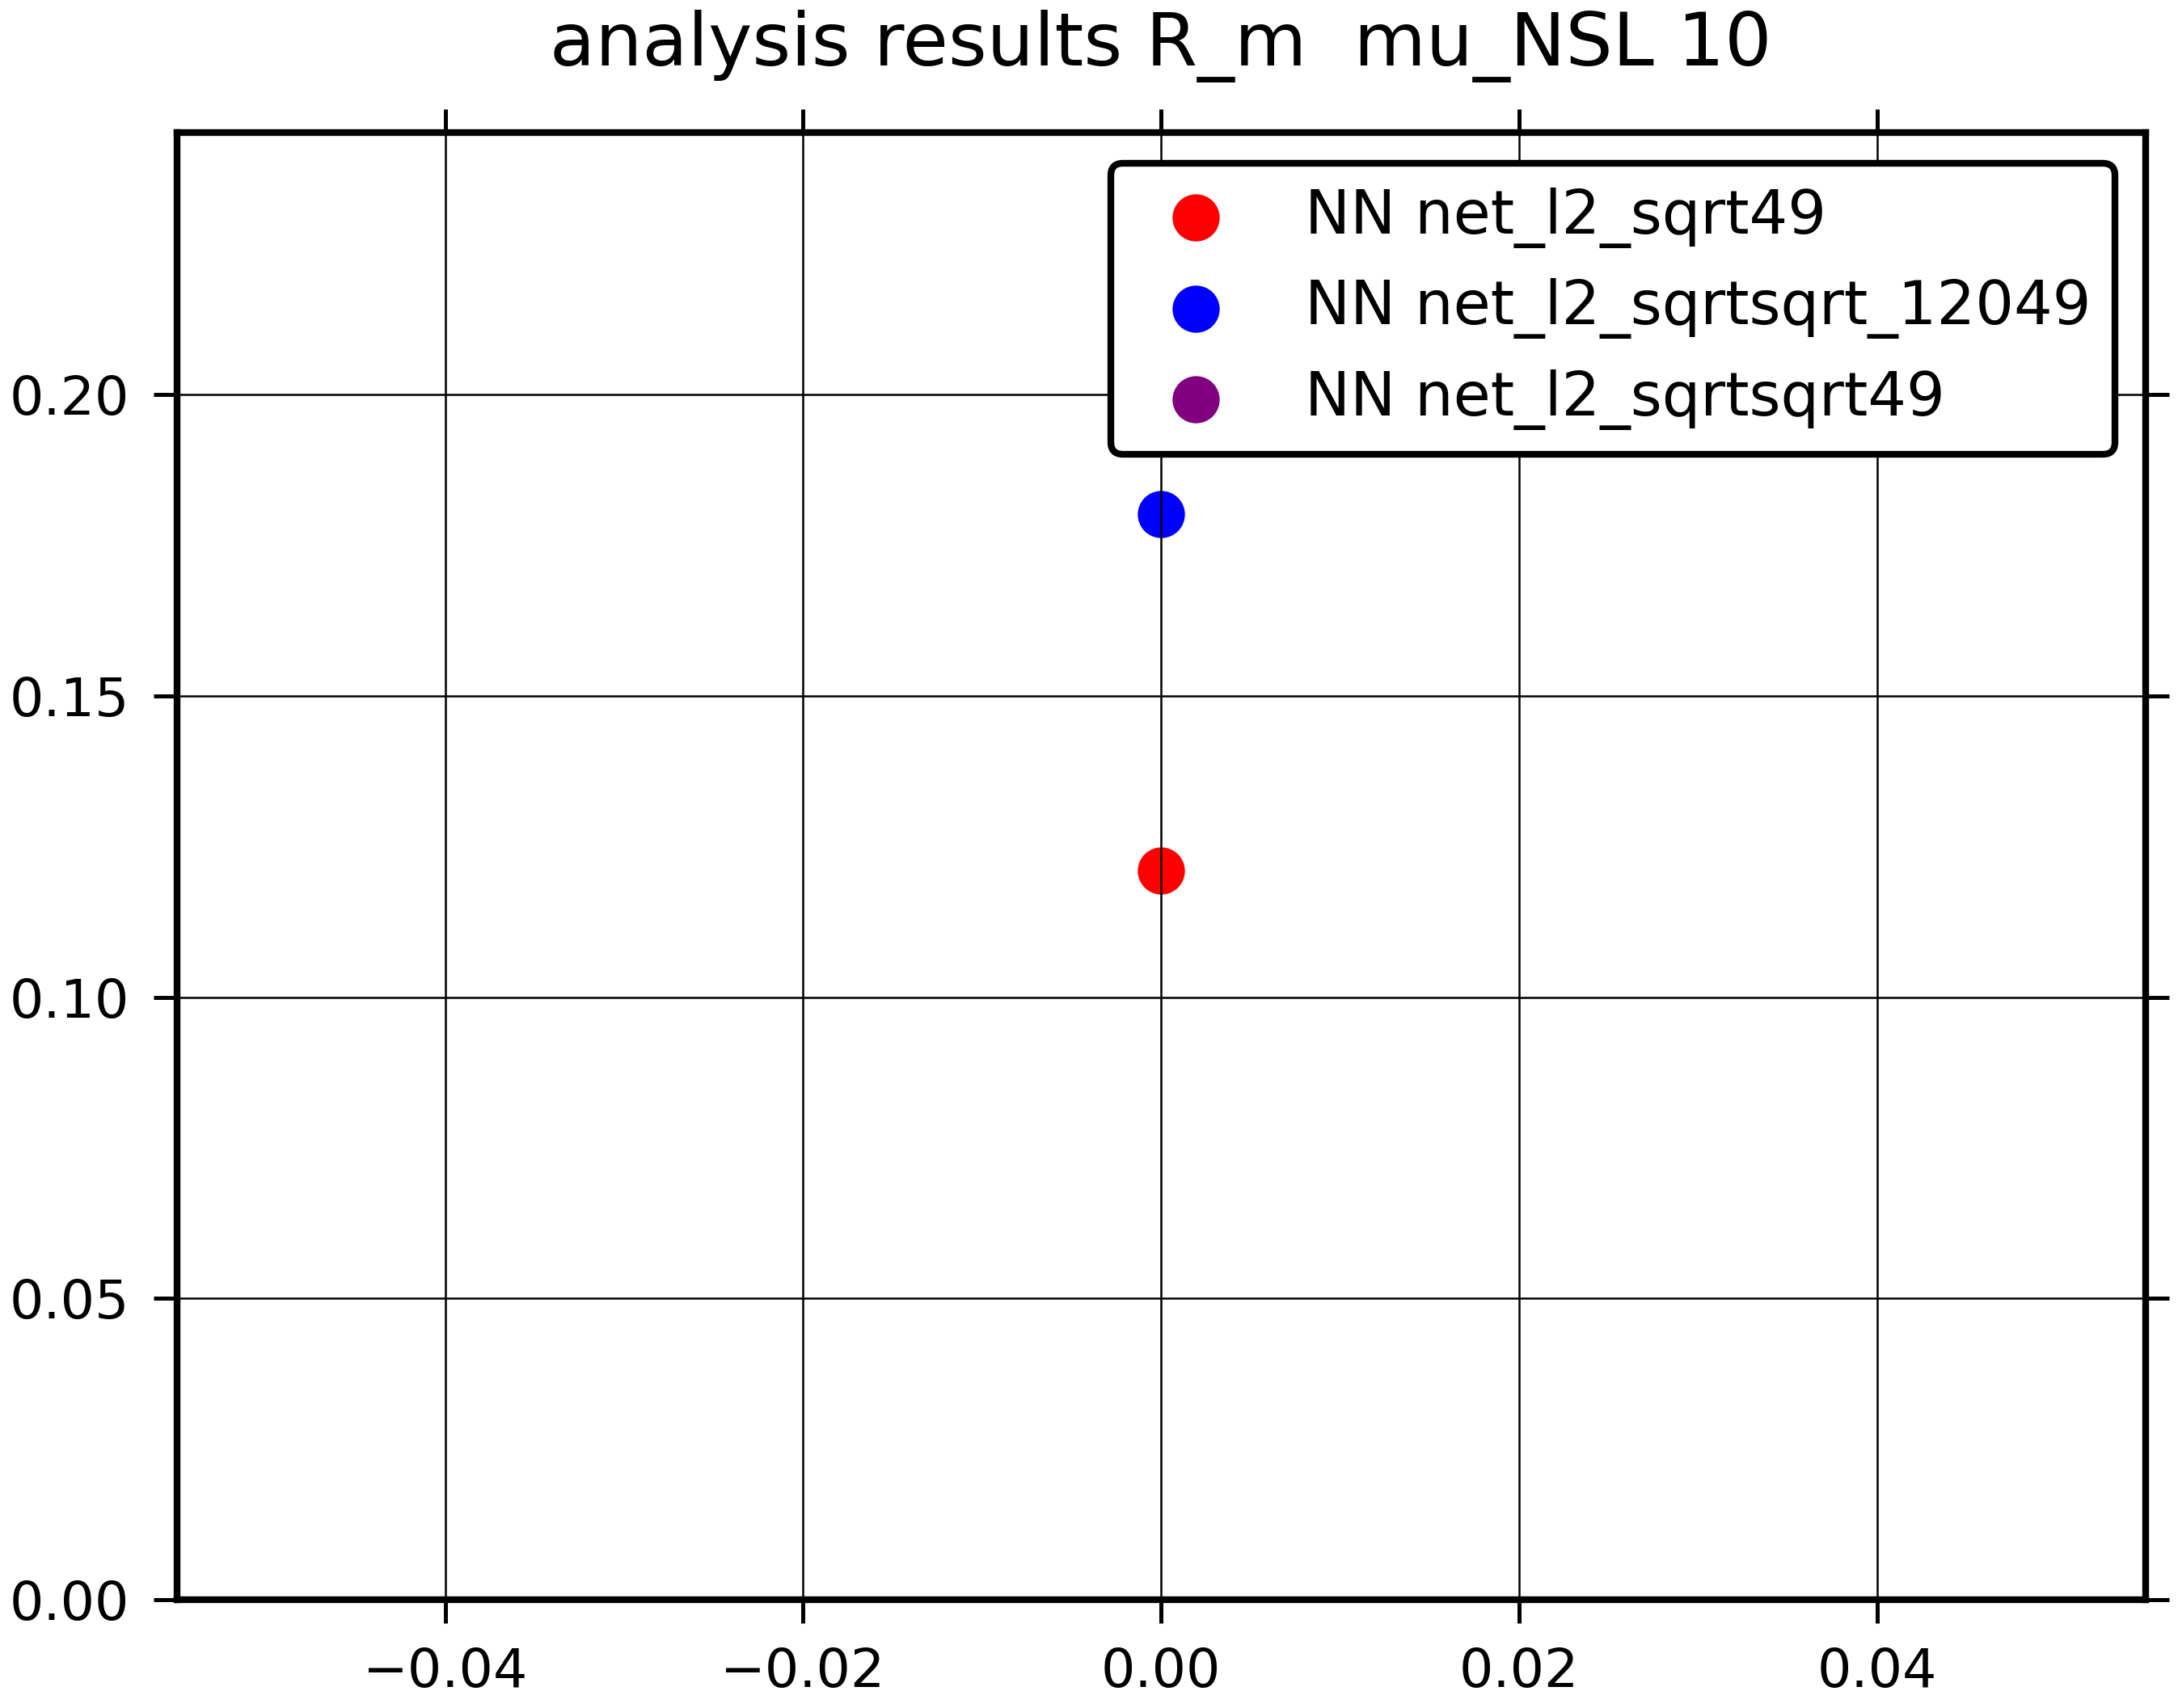 analysis results R_m  mu_NSL 10
NN net_l2_sqrt49
NN net_l2_sqrtsqrt_12049
NN net_l2_sqrtsqrt49
0.20
0.15
0.10
0.05
0.00
−0.04 −0.02 0.00 0.02 0.04